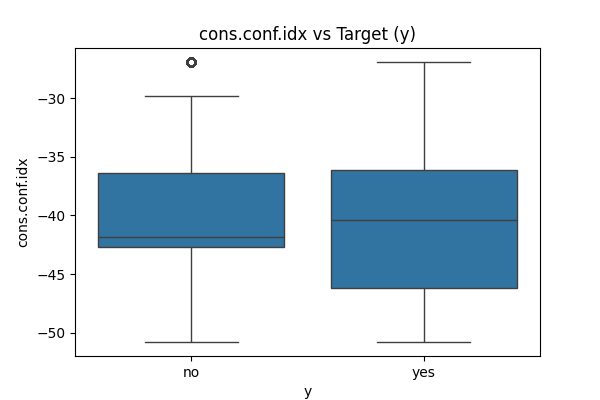 cons.conf.idx vs Target (y)
cons.conf.idx
−30
−35
−40
−45
−50
no
yes
y